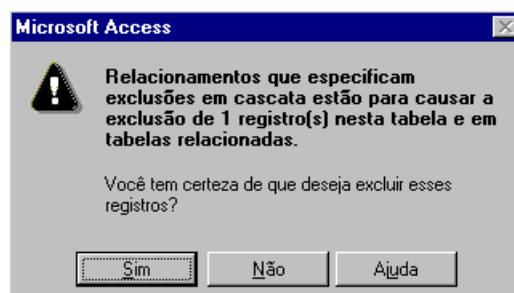 Microsoft Access
Relacionamentos que especificam
exclusões em cascata estão para causar a
exclusão de 1 registro(s) nesta tabela e em
tabelas relacionadas.
Você tem certeza de que deseja excluir esses
registros?
Sim
Não
Ajuda